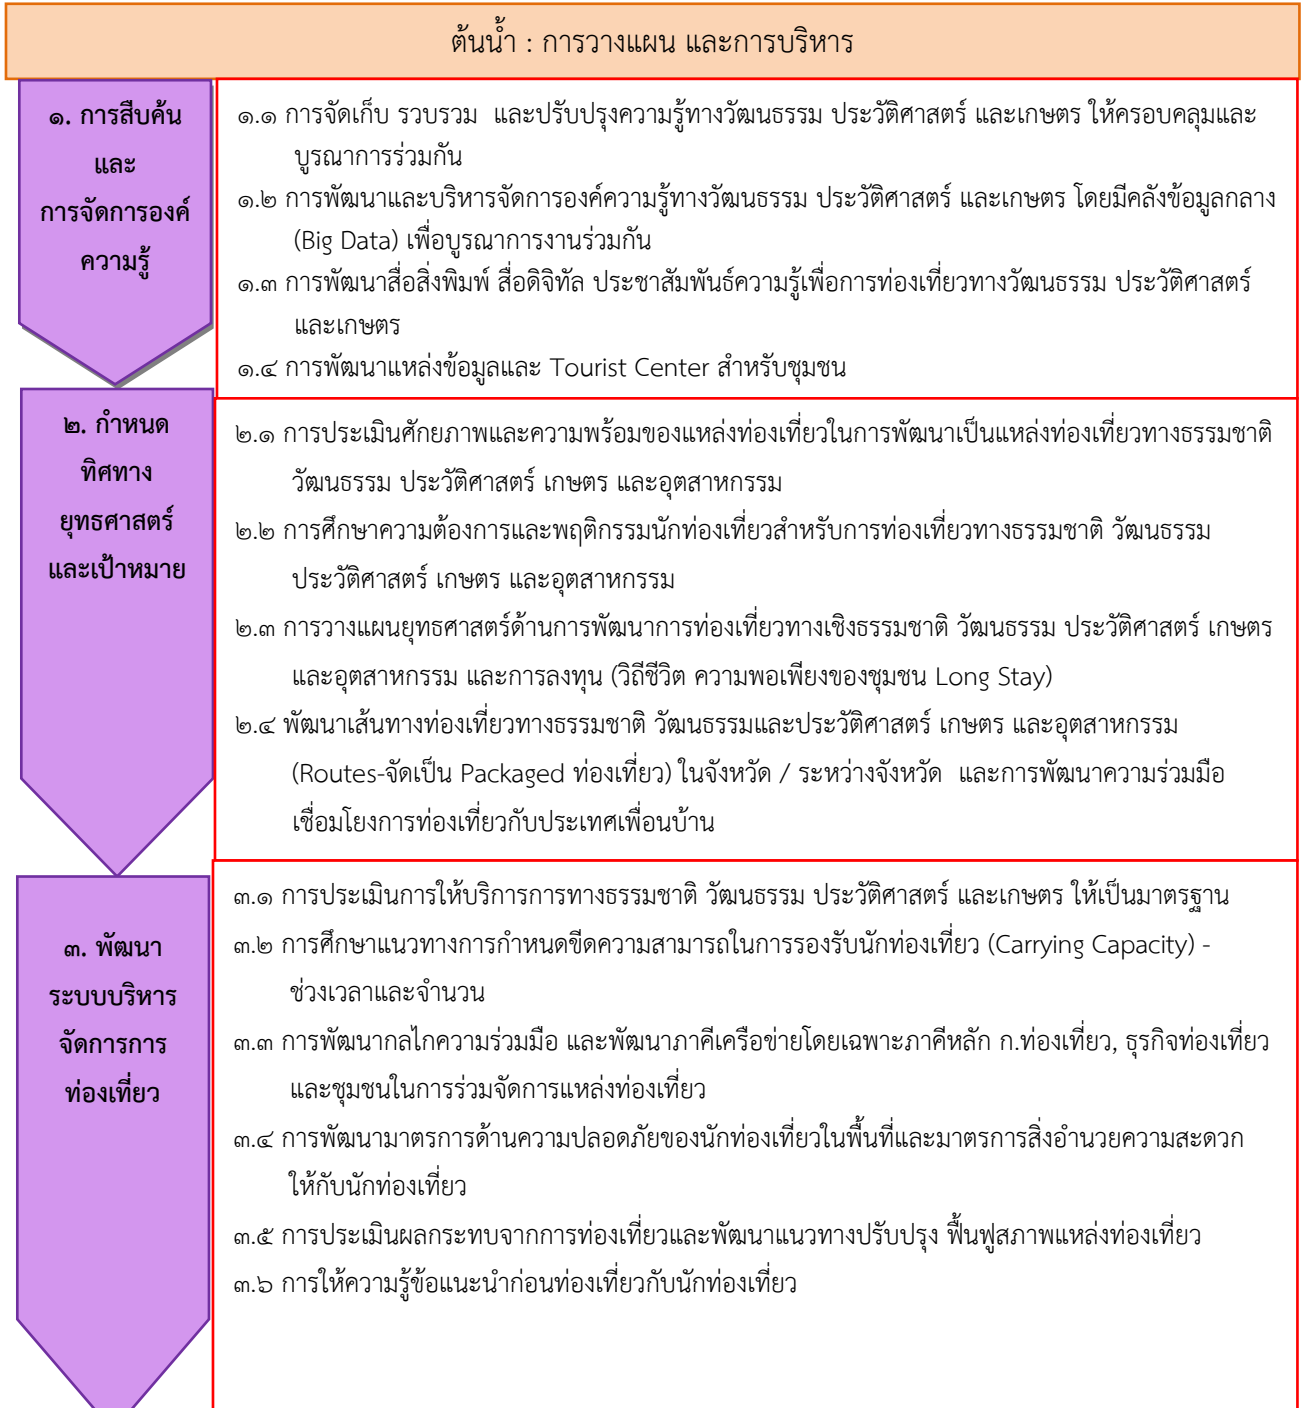 ต้นน้ำ : การวางแผน และการบริหาร
๑. การสืบค้น
และ
การจัดการองค์
ความรู้
๑.๑ การจัดเก็บ รวบรวม และปรับปรุงความรู้ทางวัฒนธรรม ประวัติศาสตร์ และเกษตร ให้ครอบคลุมและ
บูรณาการร่วมกัน
๑.๒ การพัฒนาและบริหารจัดการองค์ความรู้ทางวัฒนธรรม ประวัติศาสตร์ และเกษตร โดยมีคลังข้อมูลกลาง
(Big Data) เพื่อบูรณาการงานร่วมกัน
๑.๓ การพัฒนาสื่อสิ่งพิมพ์ สื่อดิจิทัล ประชาสัมพันธ์ความรู้เพื่อการท่องเที่ยวทางวัฒนธรรม ประวัติศาสตร์
และเกษตร
๑.๔ การพัฒนาแหล่งข้อมูลและ Tourist Center สำหรับชุมชน
๒. กำหนด
ทิศทาง
ยุทธศาสตร์
และเป้าหมาย
๒.๑ การประเมินศักยภาพและความพร้อมของแหล่งท่องเที่ยวในการพัฒนาเป็นแหล่งท่องเที่ยวทางธรรมชาติ
วัฒนธรรม ประวัติศาสตร์ เกษตร และอุตสาหกรรม
๒.๒ การศึกษาความต้องการและพฤติกรรมนักท่องเที่ยวสำหรับการท่องเที่ยวทางธรรมชาติ วัฒนธรรม
ประวัติศาสตร์ เกษตร และอุตสาหกรรม
๒.๓ การวางแผนยุทธศาสตร์ด้านการพัฒนาการท่องเที่ยวทางเชิงธรรมชาติ วัฒนธรรม ประวัติศาสตร์ เกษตร
และอุตสาหกรรม และการลงทุน (วิถีชีวิต ความพอเพียงของชุมชน Long Stay)
๒.๔ พัฒนาเส้นทางท่องเที่ยวทางธรรมชาติ วัฒนธรรมและประวัติศาสตร์ เกษตร และอุตสาหกรรม
(Routes-จัดเป็น Packaged ท่องเที่ยว) ในจังหวัด / ระหว่างจังหวัด และการพัฒนาความร่วมมือ
เชื่อมโยงการท่องเที่ยวกับประเทศเพื่อนบ้าน
๓. พัฒนา
ระบบบริหาร
จัดการการ
ท่องเที่ยว
๓.๑ การประเมินการให้บริการการทางธรรมชาติ วัฒนธรรม ประวัติศาสตร์ และเกษตร ให้เป็นมาตรฐาน
๓.๒ การศึกษาแนวทางการกำหนดขีดความสามารถในการรองรับนักท่องเที่ยว (Carrying Capacity) -
ช่วงเวลาและจำนวน
๓.๓ การพัฒนากลไกความร่วมมือ และพัฒนาภาคีเครือข่ายโดยเฉพาะภาคีหลัก ก.ท่องเที่ยว, ธุรกิจท่องเที่ยว
และชุมชนในการร่วมจัดการแหล่งท่องเที่ยว
๓.๔ การพัฒนามาตรการด้านความปลอดภัยของนักท่องเที่ยวในพื้นที่และมาตรการสิ่งอำนวยความสะดวก
ให้กับนักท่องเที่ยว
๓.๕ การประเมินผลกระทบจากการท่องเที่ยวและพัฒนาแนวทางปรับปรุง ฟื้นฟูสภาพแหล่งท่องเที่ยว
๓.๖ การให้ความรู้ข้อแนะนำก่อนท่องเที่ยวกับนักท่องเที่ยว